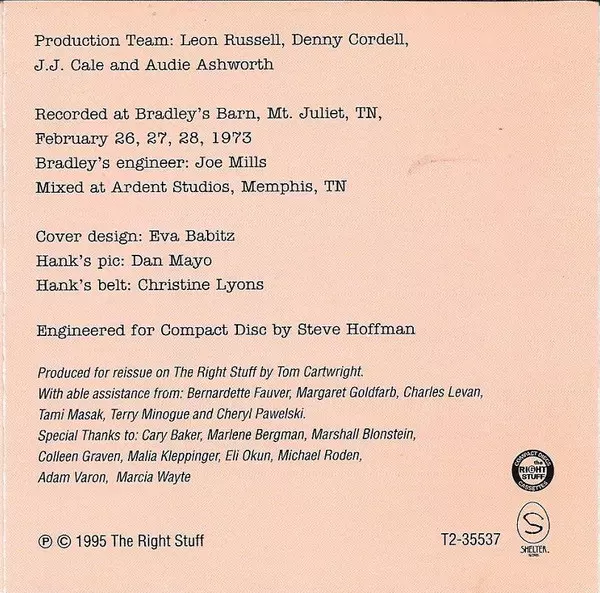 Production Team: Leon Russell, Denny Cordell,
J.J. Cale and Audie Ashworth
Recorded at Bradley's Barn, Mt. Juliet, TN,
February 26, 27, 28, 1973
Bradley's engineer: Joe Mills
Mixed at Ardent Studios, Memphis, TN
Cover design: Eva Babitz
Hank's pic: Dan Mayo
Hank's belt: Christine Lyons
Engineered for Compact Disc by Steve Hoffman
Produced for reissue on The Right Stuff by Tom Cartwright.
With able assistance from: Bernardette Fauver, Margaret Goldfarb, Charles Levan,
Tami Masak, Terry Minogue and Cheryl Pawelski.
Special Thanks to: Cary Baker, Marlene Bergman, Marshall Blonstein,
Colleen Graven, Malia Kleppinger, Eli Okun, Michael Roden,
Adam Varon, Marcia Wayte
COMPACT DISCS
the
RIGHT
STUFF
CASSETTES
S
SHELTER
℗ © 1995 The Right Stuff
T2-35537